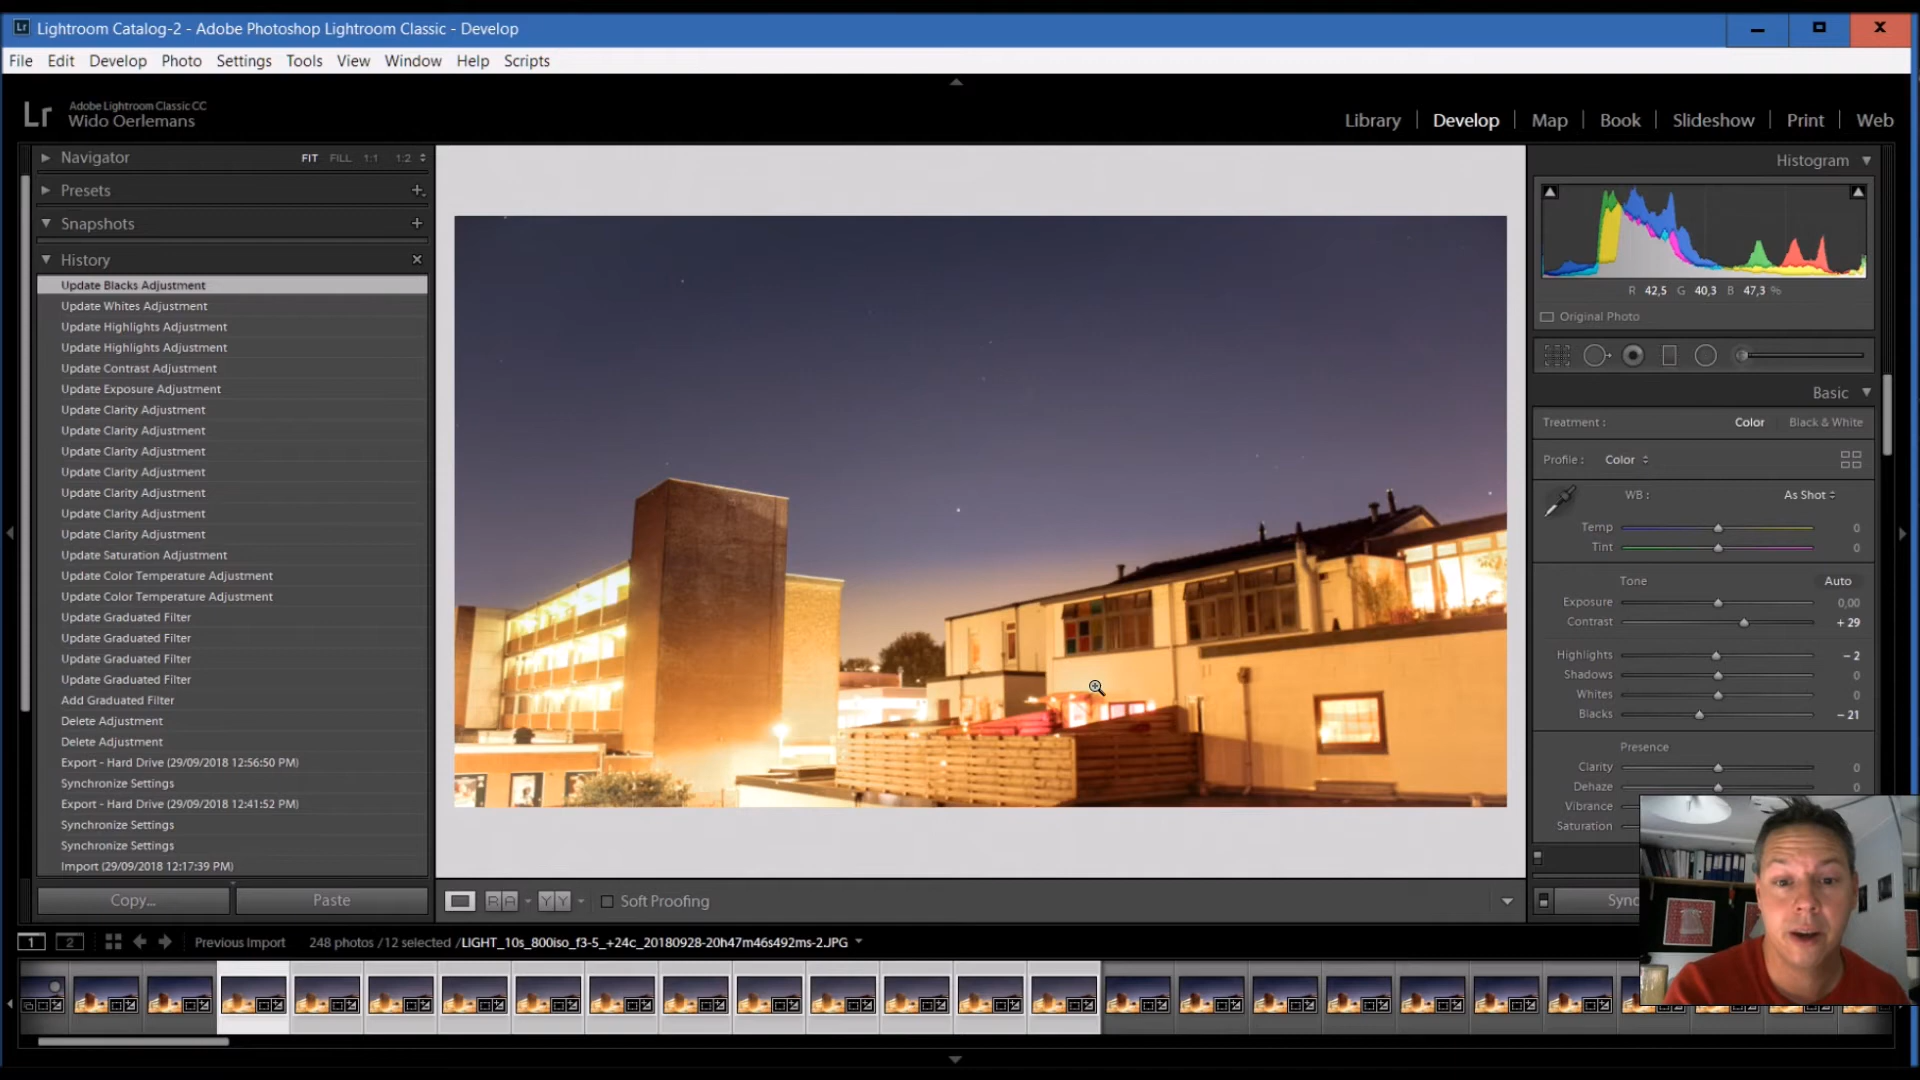 Lightroom Catalog-2 - Adobe Photoshop Lightroom Classic - Develop
File Edit Develop Photo Settings Tools View Window Help Scripts
Lr
Adobe Lightroom Classic CC
Wido Oerlemans
Library Develop Map Book Slideshow Print Web
Navigator FIT FILL 1:1 1:2
Presets
Snapshots
History
Update Blacks Adjustment
Update Whites Adjustment
Update Highlights Adjustment
Update Highlights Adjustment
Update Contrast Adjustment
Update Exposure Adjustment
Update Clarity Adjustment
Update Clarity Adjustment
Update Clarity Adjustment
Update Clarity Adjustment
Update Clarity Adjustment
Update Clarity Adjustment
Update Clarity Adjustment
Update Saturation Adjustment
Update Color Temperature Adjustment
Update Color Temperature Adjustment
Update Graduated Filter
Update Graduated Filter
Update Graduated Filter
Update Graduated Filter
Add Graduated Filter
Delete Adjustment
Delete Adjustment
Export - Hard Drive (29/09/2018 12:56:50 PM)
Synchronize Settings
Export - Hard Drive (29/09/2018 12:41:52 PM)
Synchronize Settings
Synchronize Settings
Import (29/09/2018 12:17:39 PM)
Copy... Paste
Histogram
R 42,5 G 40,3 B 47,3 %
Original Photo
Basic
Treatment : Color Black & White
Profile : Color
WB : As Shot
Temp 0
Tint 0
Tone Auto
Exposure 0,00
Contrast + 29
Highlights – 2
Shadows 0
Whites 0
Blacks – 21
Presence
Clarity 0
Dehaze 0
Vibrance
Saturation
Sync
R A Y Y Soft Proofing
1 2 Previous Import 248 photos /12 selected /LIGHT_10s_800iso_f3-5_+24c_20180928-20h47m46s492ms-2.JPG